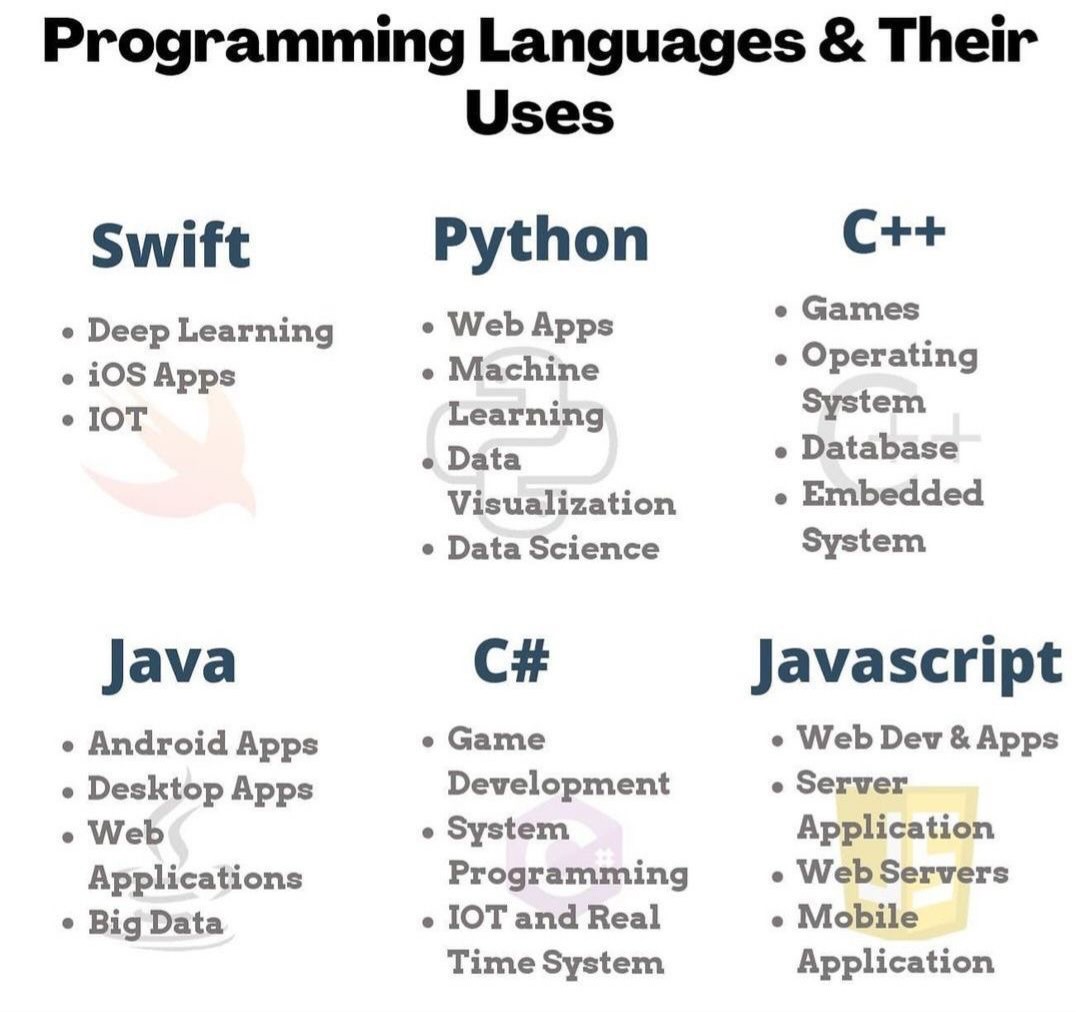 Programming Languages & Their
Uses
Swift
• Deep Learning
• iOS Apps
• IOT
Python
• Web Apps
• Machine
Learning
• Data
Visualization
• Data Science
C++
• Games
• Operating
System
• Database
• Embedded
System
Java
• Android Apps
• Desktop Apps
• Web
Applications
• Big Data
C#
• Game
Development
• System
Programming
• IOT and Real
Time System
Javascript
• Web Dev & Apps
• Server
Application
• Web Servers
• Mobile
Application
C++
C#
JS